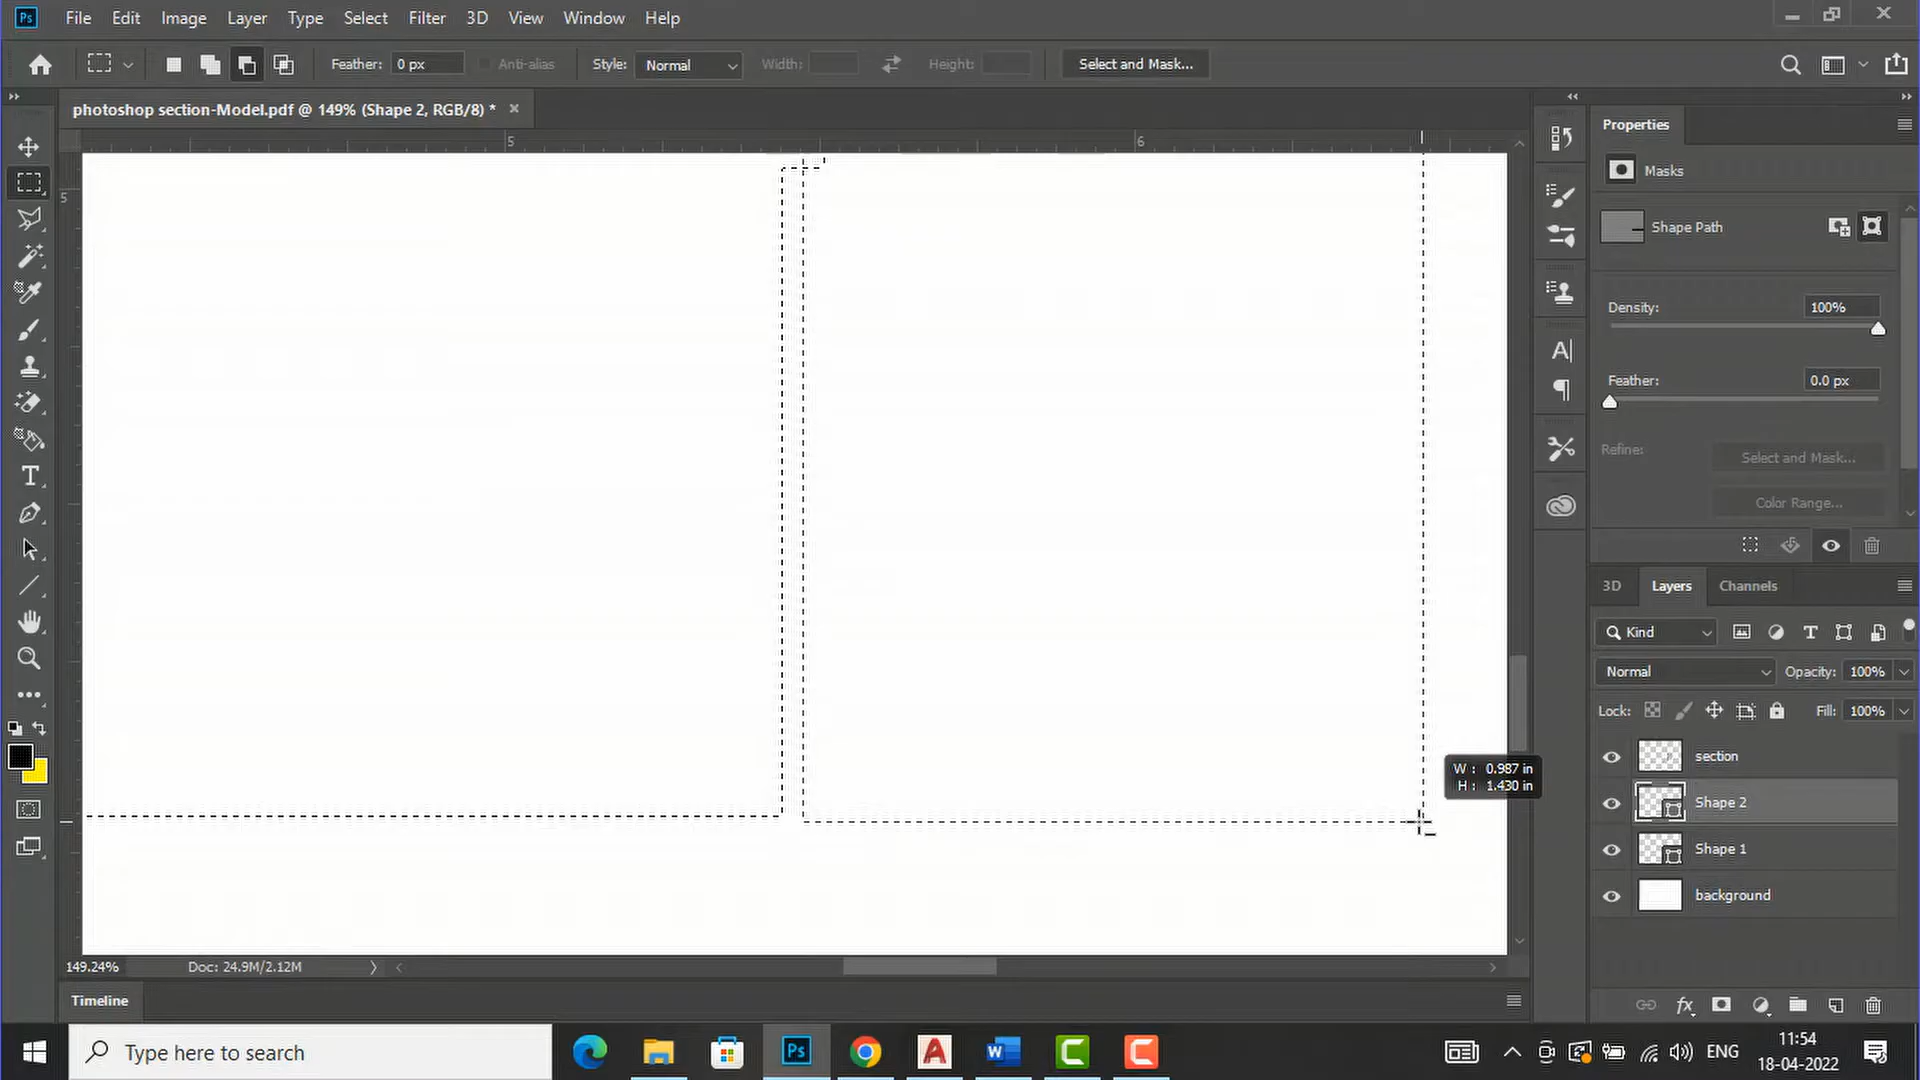 Ps File Edit Image Layer Type Select Filter 3D View Window Help
Feather: 0 px Anti-alias Style: Normal Width: Height: Select and Mask...
photoshop section-Model.pdf @ 149% (Shape 2, RGB/8) *
5 6
5
W : 0.987 in
H : 1.430 in
149.24% Doc: 24.9M/2.12M
Timeline
Properties
Masks
Shape Path
Density: 100%
Feather: 0.0 px
Refine: Select and Mask...
Color Range...
3D Layers Channels
Kind
Normal Opacity: 100%
Lock: Fill: 100%
section
Shape 2
Shape 1
background
fx
Type here to search
Ps
ENG
11:54
18-04-2022